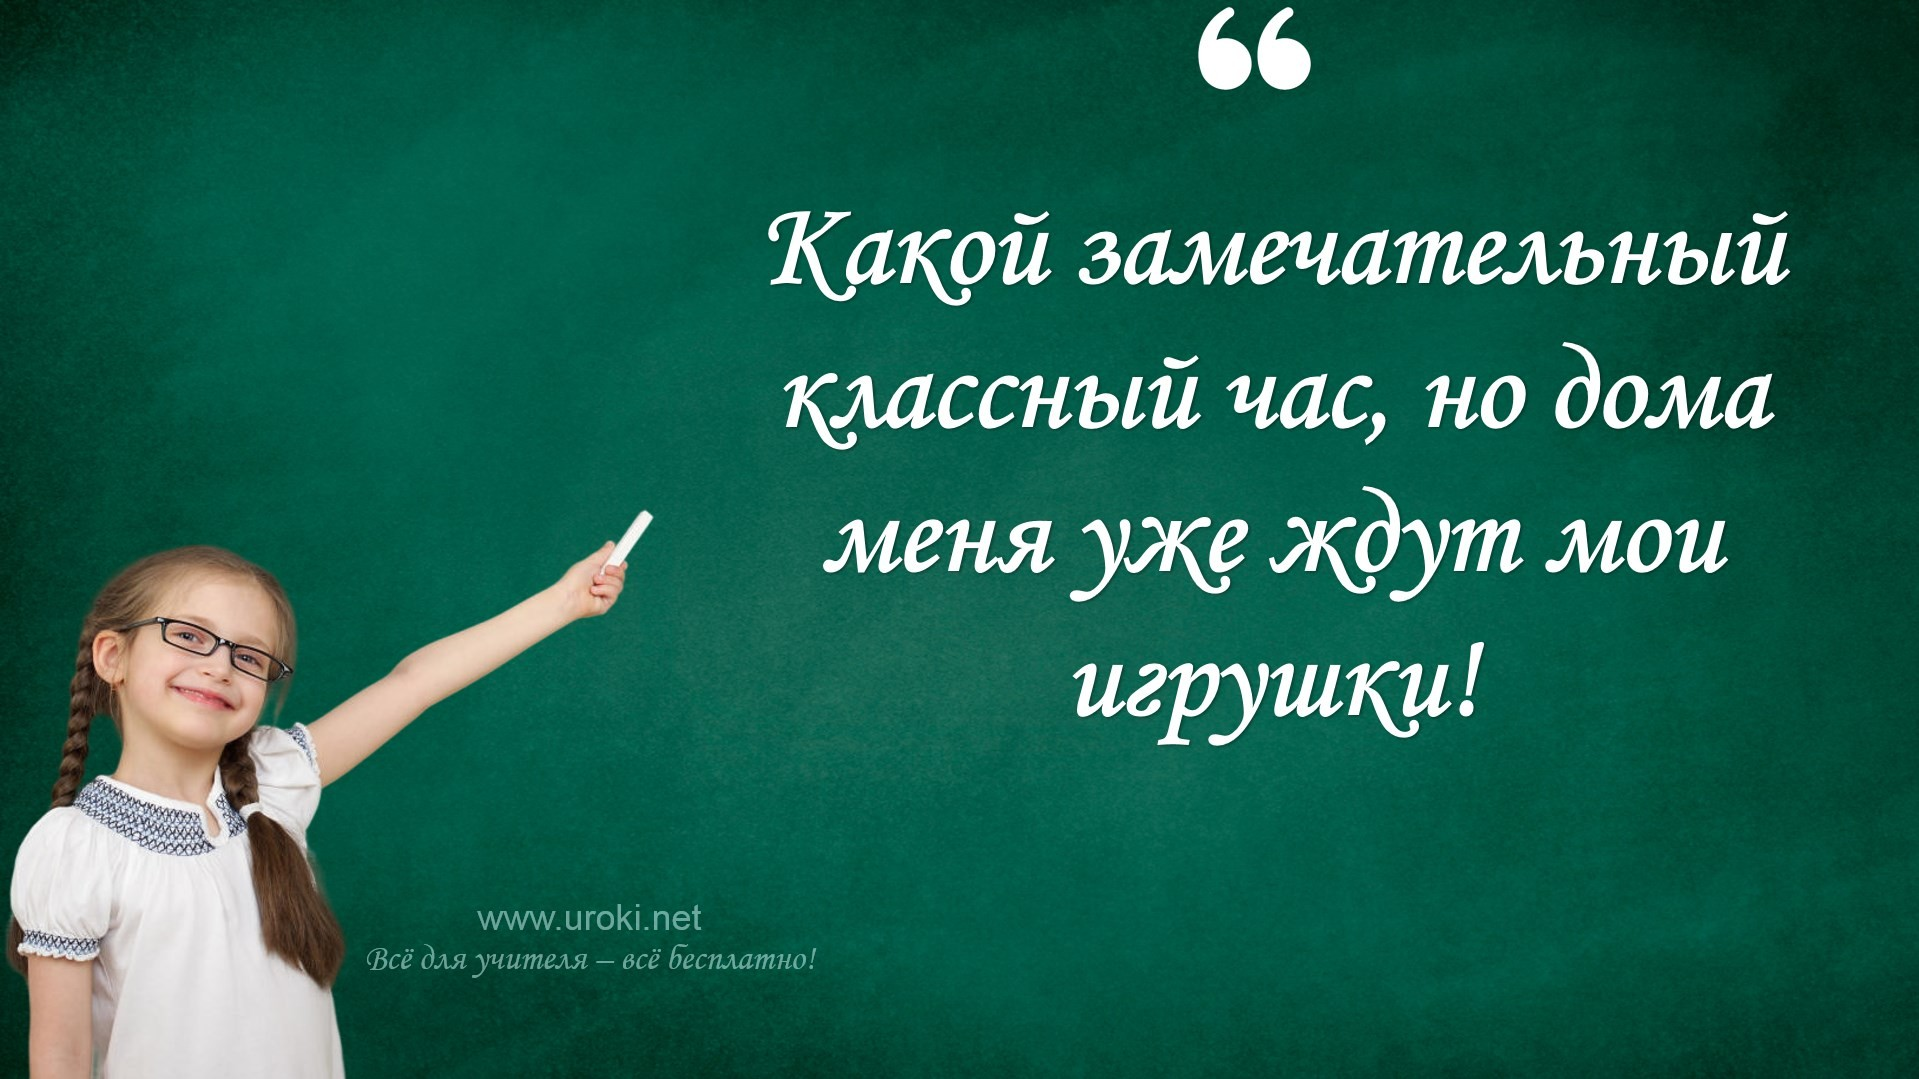 “
Какой замечательный
классный час, но дома
меня уже ждут мои
игрушки!
www.uroki.net
Всё для учителя – всё бесплатно!